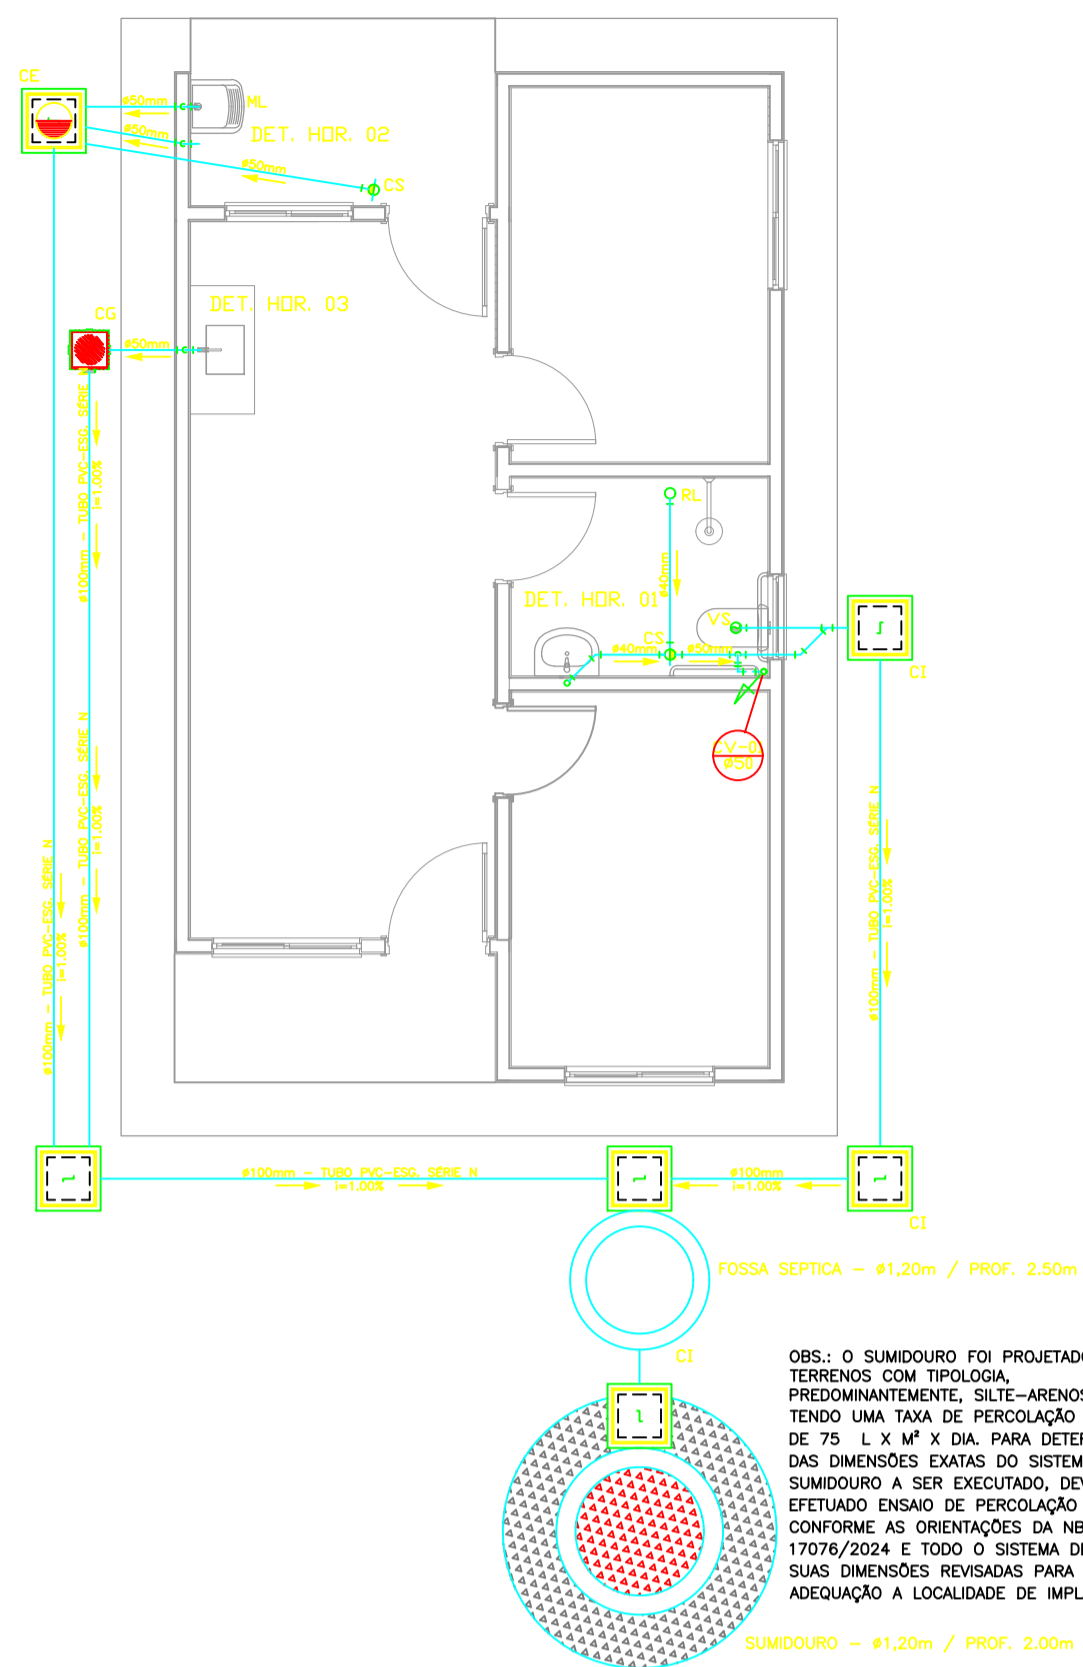 CE
ø50mm
ML
ø50mm
DET. HOR. 02
ø50mm
CS
DET. HOR. 03
CG
ø50mm
ø100mm – TUBO PVC–ESG. SÉRIE N
i=1.00%
RL
ø40mm
DET. HOR. 01
VS
CS
ø40mm
ø50mm
CI
CV-0
ø50
ø100mm – TUBO PVC–ESG. SÉRIE N
i=1.00%
ø100mm – TUBO PVC–ESG. SÉRIE N
i=1.00%
ø100mm – TUBO PVC–ESG. SÉRIE N
i=1.00%
ø100mm – TUBO PVC–ESG. SÉRIE N
i=1.00%
ø100mm
i=1.00%
CI
FOSSA SEPTICA – ø1,20m / PROF. 2.50m
CI
OBS.: O SUMIDOURO FOI PROJETADO
TERRENOS COM TIPOLOGIA,
PREDOMINANTEMENTE, SILTE–ARENOS
TENDO UMA TAXA DE PERCOLAÇÃO
DE 75 L X M² X DIA. PARA DETER
DAS DIMENSÕES EXATAS DO SISTEM
SUMIDOURO A SER EXECUTADO, DEV
EFETUADO ENSAIO DE PERCOLAÇÃO
CONFORME AS ORIENTAÇÕES DA NB
17076/2024 E TODO O SISTEMA DE
SUAS DIMENSÕES REVISADAS PARA
ADEQUAÇÃO A LOCALIDADE DE IMPL
SUMIDOURO – ø1,20m / PROF. 2.00m